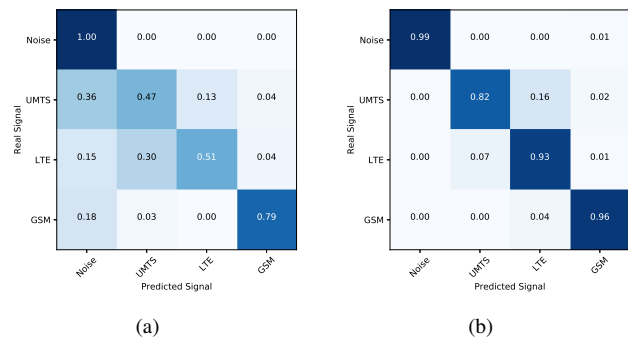 Noise 1.00 0.00 0.00 0.00
UMTS 0.36 0.47 0.13 0.04
LTE 0.15 0.30 0.51 0.04
GSM 0.18 0.03 0.00 0.79
Real Signal
Noise UMTS LTE GSM
Predicted Signal
(a)
Noise 0.99 0.00 0.00 0.01
UMTS 0.00 0.82 0.16 0.02
LTE 0.00 0.07 0.93 0.01
GSM 0.00 0.00 0.04 0.96
Real Signal
Noise UMTS LTE GSM
Predicted Signal
(b)